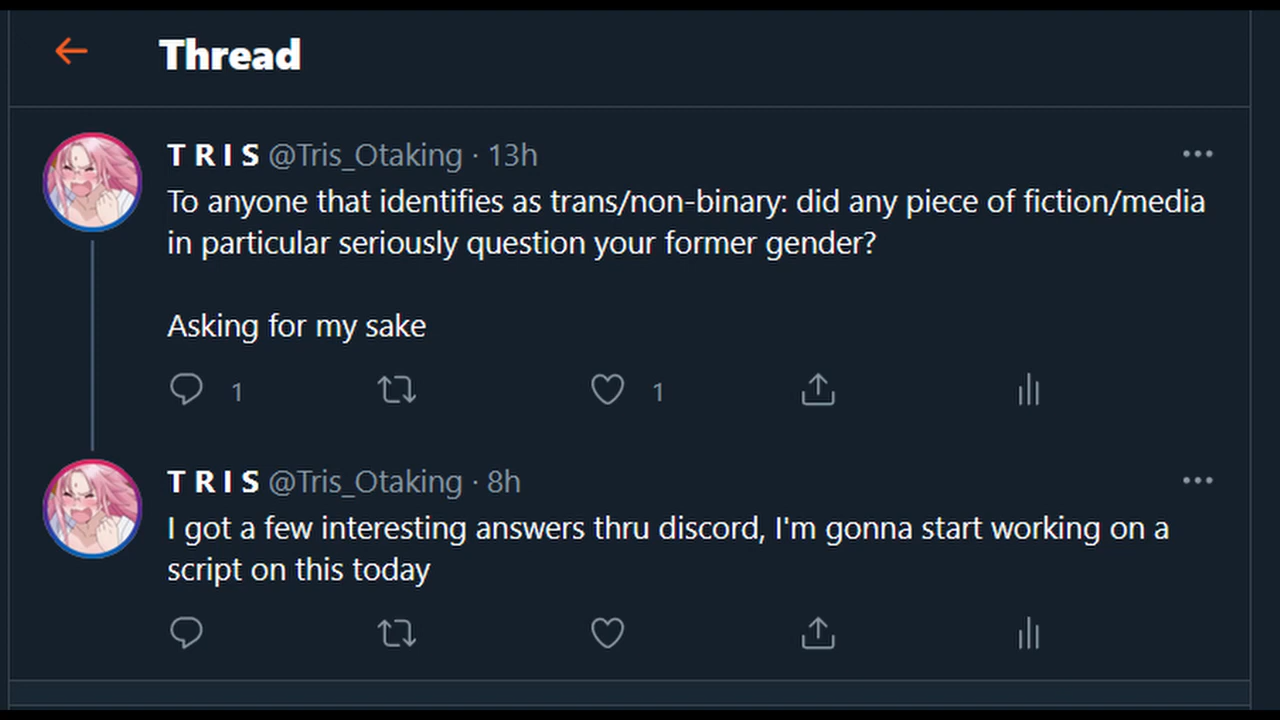 Thread
T R I S @Tris_Otaking · 13h
To anyone that identifies as trans/non-binary: did any piece of fiction/media
in particular seriously question your former gender?
Asking for my sake
1 1
T R I S @Tris_Otaking · 8h
I got a few interesting answers thru discord, I'm gonna start working on a
script on this today